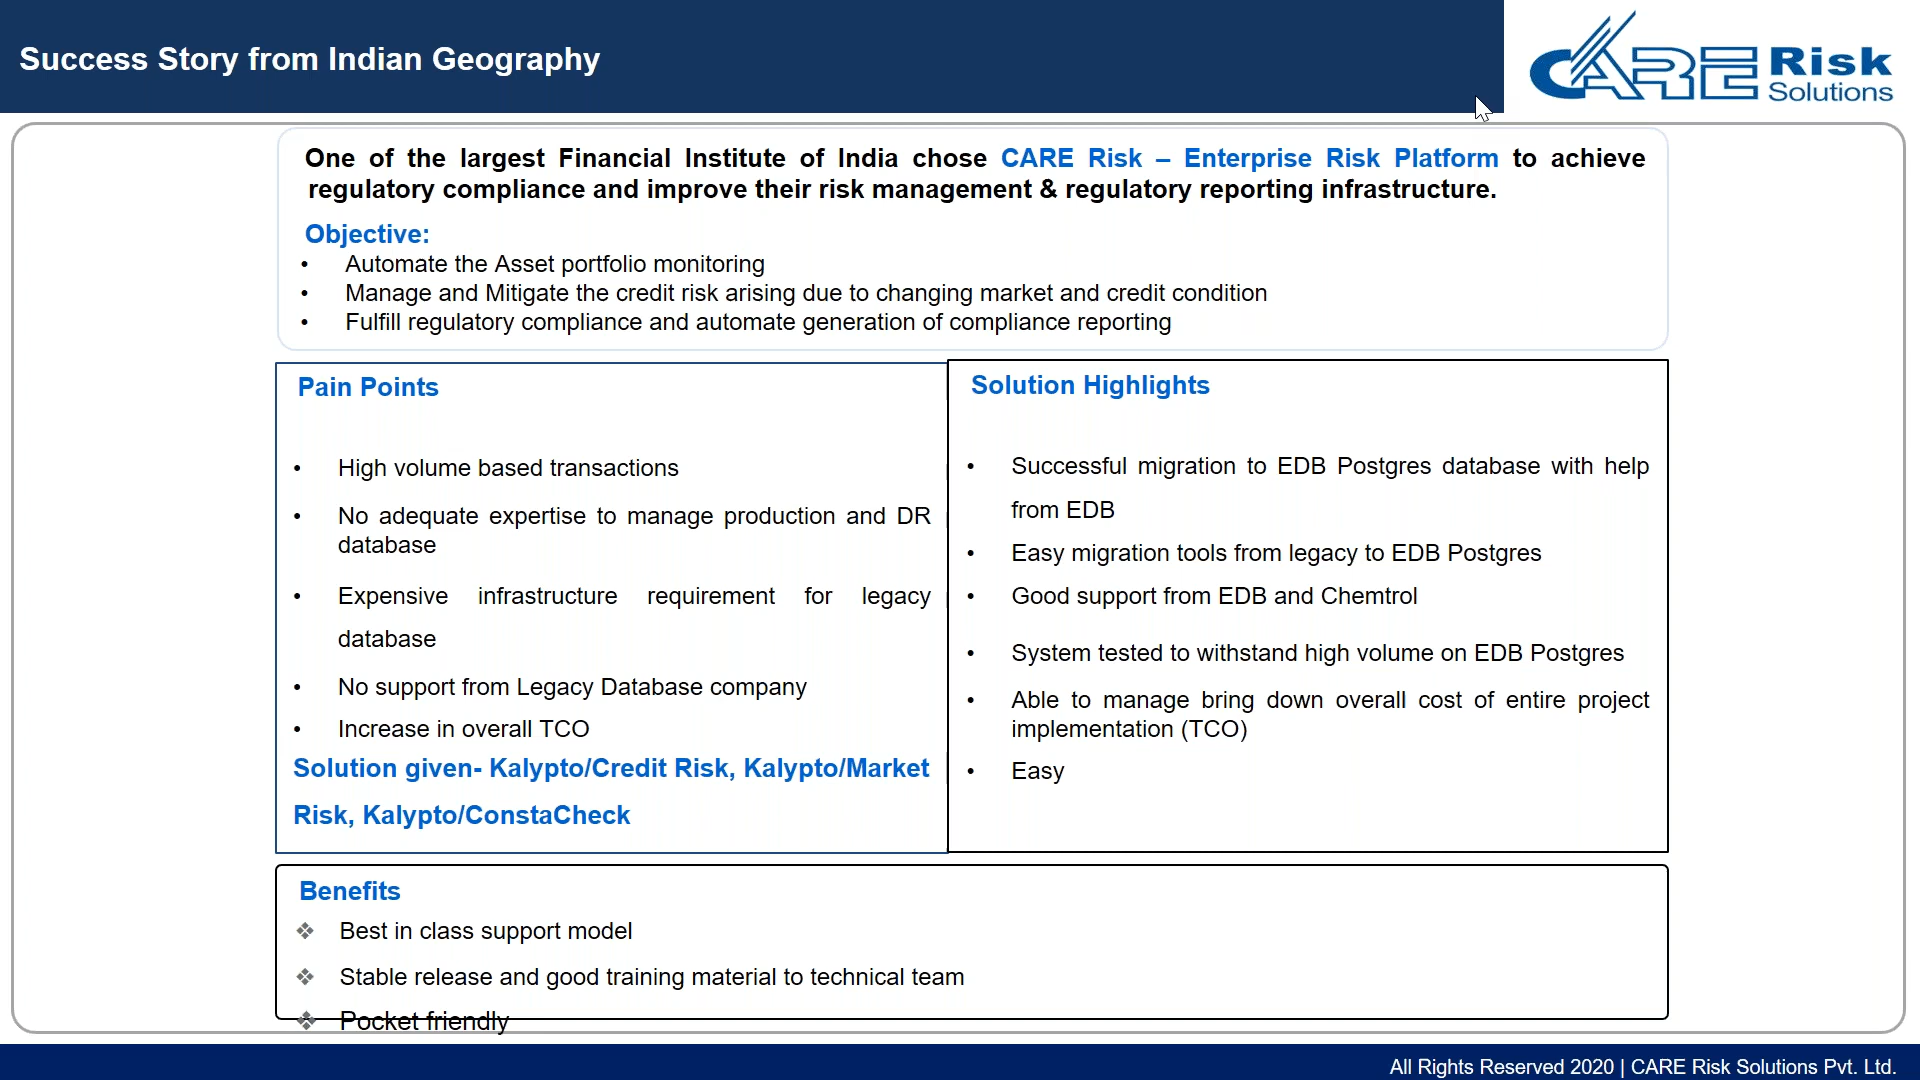 Success Story from Indian Geography
CARE Risk
Solutions
One of the largest Financial Institute of India chose CARE Risk – Enterprise Risk Platform to achieve
regulatory compliance and improve their risk management & regulatory reporting infrastructure.
Objective:
• Automate the Asset portfolio monitoring
• Manage and Mitigate the credit risk arising due to changing market and credit condition
• Fulfill regulatory compliance and automate generation of compliance reporting
Pain Points
• High volume based transactions
• No adequate expertise to manage production and DR
database
• Expensive infrastructure requirement for legacy
database
• No support from Legacy Database company
• Increase in overall TCO
Solution given- Kalypto/Credit Risk, Kalypto/Market
Risk, Kalypto/ConstaCheck
Solution Highlights
• Successful migration to EDB Postgres database with help
from EDB
• Easy migration tools from legacy to EDB Postgres
• Good support from EDB and Chemtrol
• System tested to withstand high volume on EDB Postgres
• Able to manage bring down overall cost of entire project
implementation (TCO)
• Easy
Benefits
❖ Best in class support model
❖ Stable release and good training material to technical team
❖ Pocket friendly
All Rights Reserved 2020 | CARE Risk Solutions Pvt. Ltd.